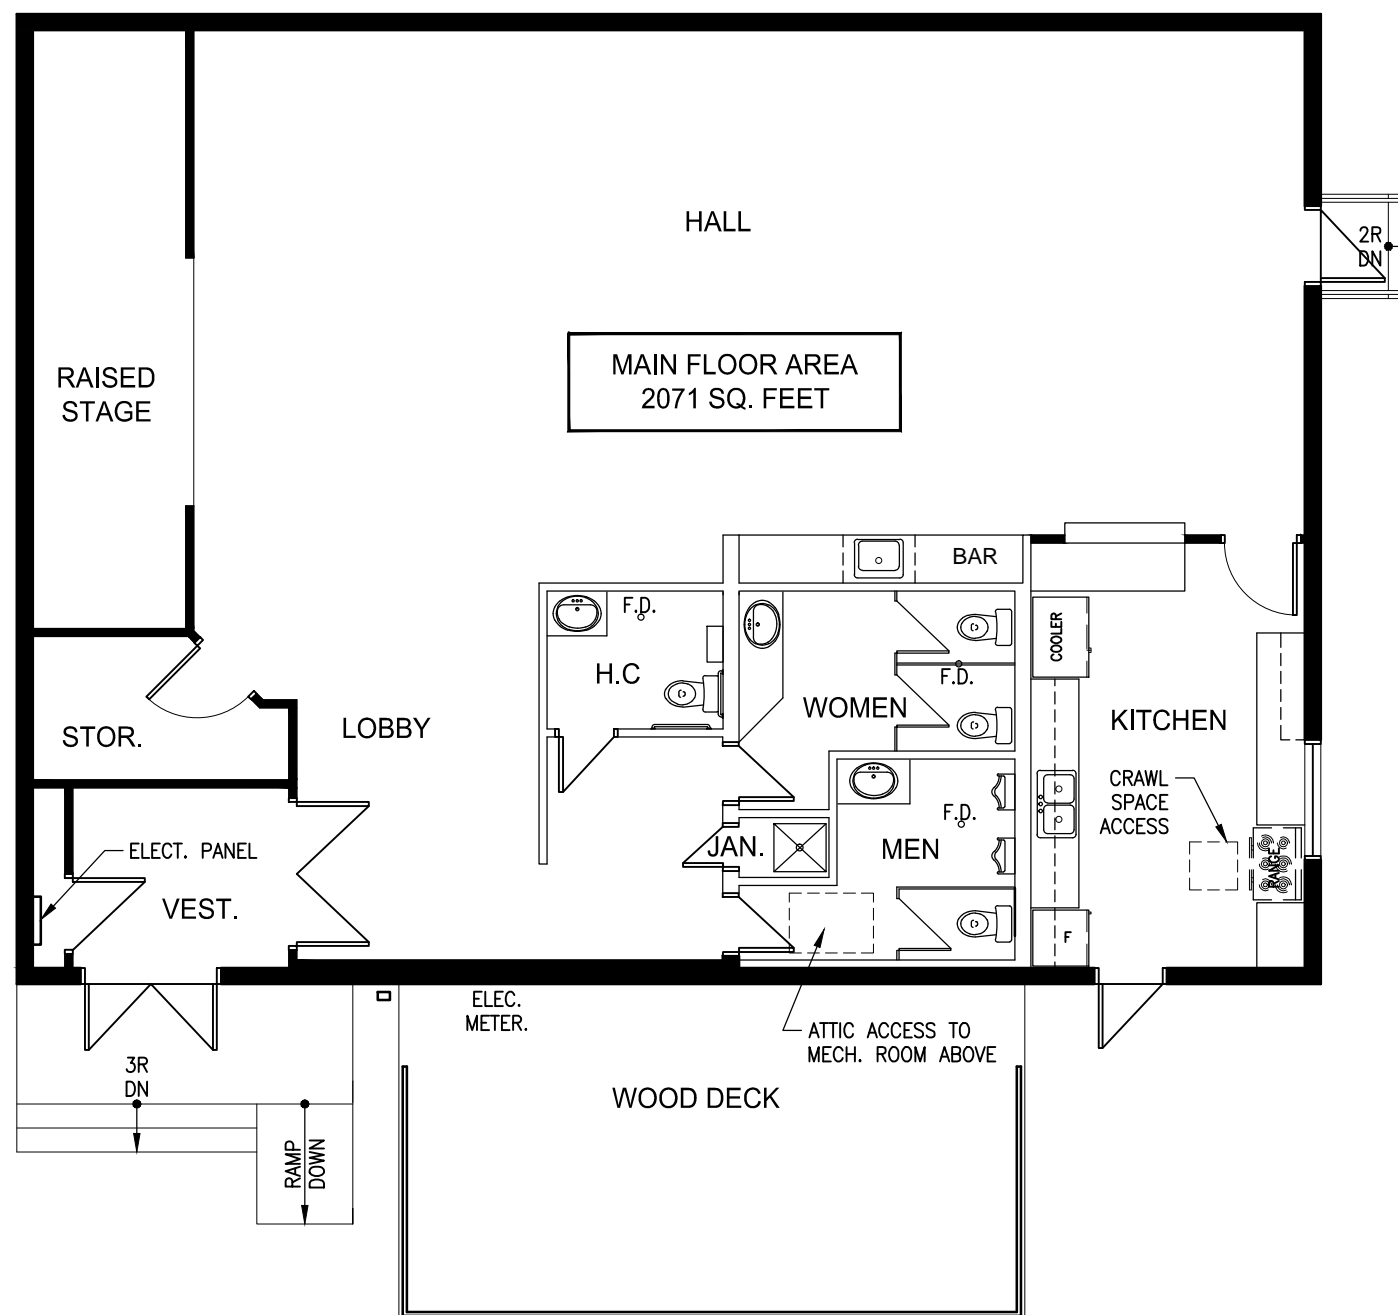 HALL
2R
DN
MAIN FLOOR AREA
2071 SQ. FEET
RAISED
STAGE
BAR
F.D.
COOLER
H.C
F.D.
WOMEN
KITCHEN
STOR.
LOBBY
CRAWL
SPACE
ACCESS
F.D.
JAN.
MEN
RANGE
ELECT. PANEL
VEST.
F
ELEC.
METER.
ATTIC ACCESS TO
MECH. ROOM ABOVE
3R
DN
WOOD DECK
RAMP
DOWN